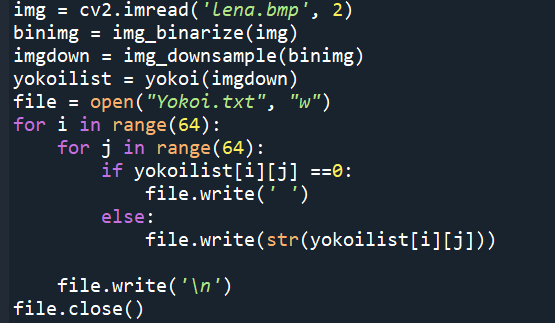 img = cv2.imread('lena.bmp', 2)
binimg = img_binarize(img)
imgdown = img_downsample(binimg)
yokoilist = yokoi(imgdown)
file = open("Yokoi.txt", "w")
for i in range(64):
    for j in range(64):
        if yokoilist[i][j] ==0:
            file.write(' ')
        else:
            file.write(str(yokoilist[i][j]))
    file.write('\n')
file.close()